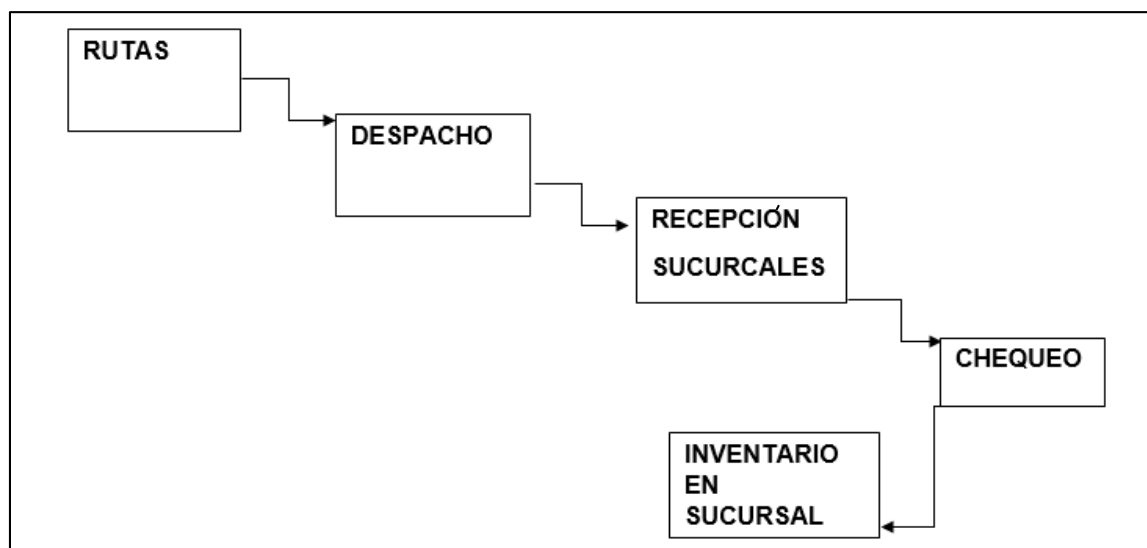 RUTAS
DESPACHO
RECEPCIÓN
SUCURCALES
CHEQUEO
INVENTARIO
EN
SUCURSAL